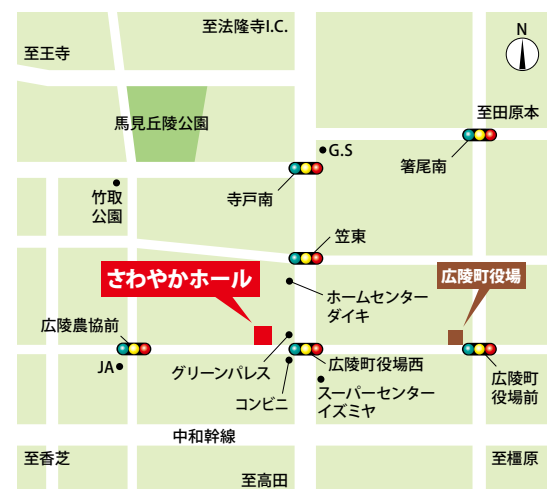 至法隆寺I.C.
N
至王寺
至田原本
馬見丘陵公園
G.S
箸尾南
竹取
公園
寺戸南
笠東
さわやかホール
広陵町役場
ホームセンター
ダイキ
広陵農協前
JA
グリーンパレス
広陵町役場西
広陵町
役場前
コンビニ
スーパーセンター
イズミヤ
中和幹線
至香芝
至橿原
至高田